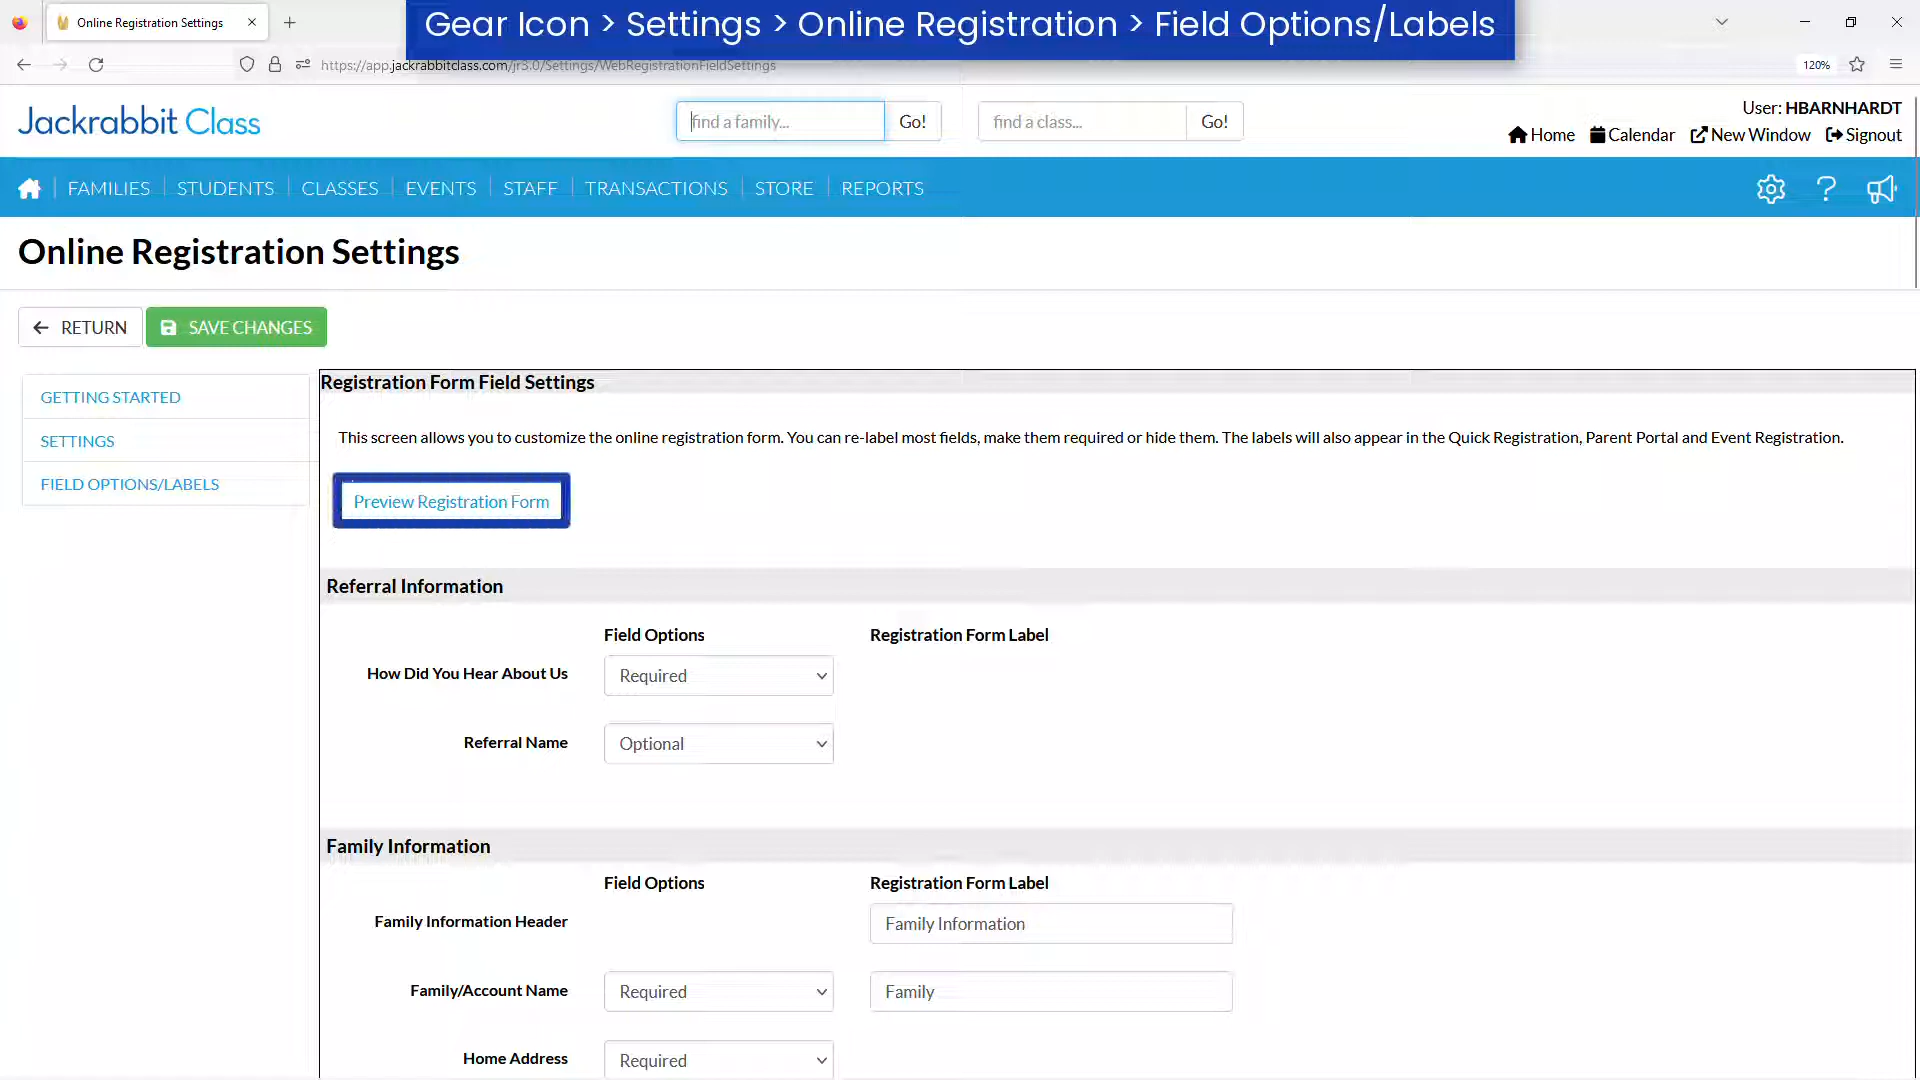 Online Registration Settings
Gear Icon > Settings > Online Registration > Field Options/Labels
https://app.jackrabbitclass.com/jr3.0/Settings/WebRegistrationFieldSettings
120%
Jackrabbit Class
find a family...
Go!
find a class...
Go!
User: HBARNHARDT
Home
Calendar
New Window
Signout
FAMILIES
STUDENTS
CLASSES
EVENTS
STAFF
TRANSACTIONS
STORE
REPORTS
Online Registration Settings
RETURN
SAVE CHANGES
GETTING STARTED
SETTINGS
FIELD OPTIONS/LABELS
Registration Form Field Settings
This screen allows you to customize the online registration form. You can re-label most fields, make them required or hide them. The labels will also appear in the Quick Registration, Parent Portal and Event Registration.
Preview Registration Form
Referral Information
Field Options
Registration Form Label
How Did You Hear About Us
Required
Referral Name
Optional
Family Information
Field Options
Registration Form Label
Family Information Header
Family Information
Family/Account Name
Required
Family
Home Address
Required